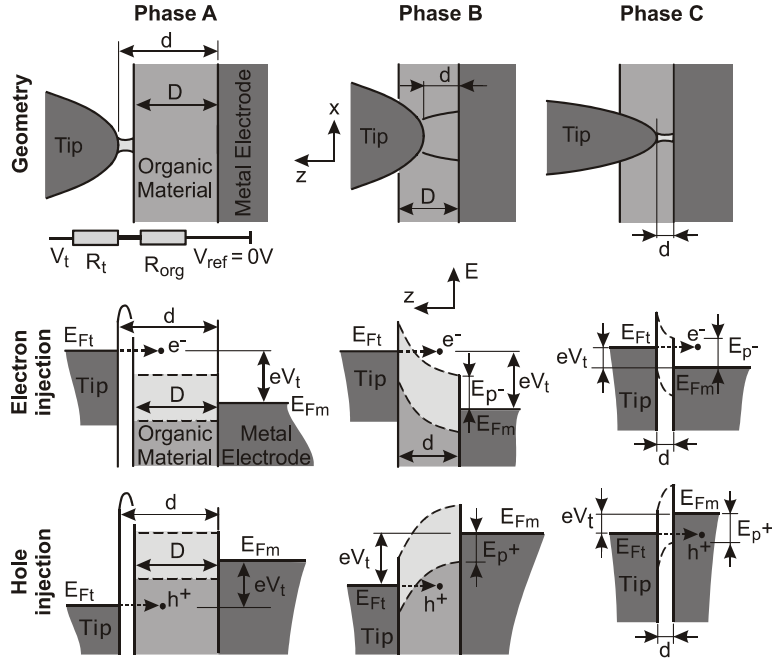 Phase A
Phase B
Phase C
Geometry
d
D
Tip
Organic
Material
Metal Electrode
V_t R_t R_org V_ref = 0V
x
z
d
Tip
D
Tip
d
Electron
injection
E_Ft
d
e^-
D
eV_t
E_Fm
Tip
Organic
Material
Metal
Electrode
E
z
E_Ft
e^-
eV_t
E_p^-
E_Fm
Tip
d
E_Ft
e^-
E_p^-
eV_t
E_Fm
Tip
d
Hole
injection
d
D
E_Fm
eV_t
E_Ft
h^+
Tip
E_Fm
eV_t
E_p^+
E_Ft
h^+
Tip
E_Fm
eV_t
E_p^+
E_Ft
h^+
Tip
d